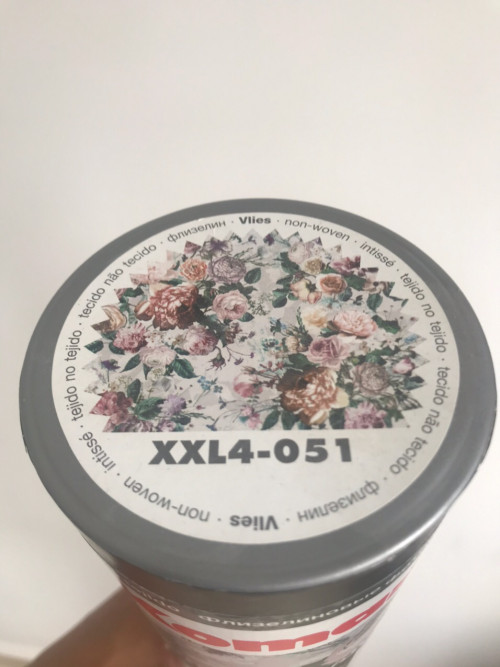 tejido no tejido · tecido não tecido · флизелин · Vlies · non-woven · intissé · tejido no tejido · tecido não tecido · флизелин · Vlies · non-woven · intissé ·
XXL4-051